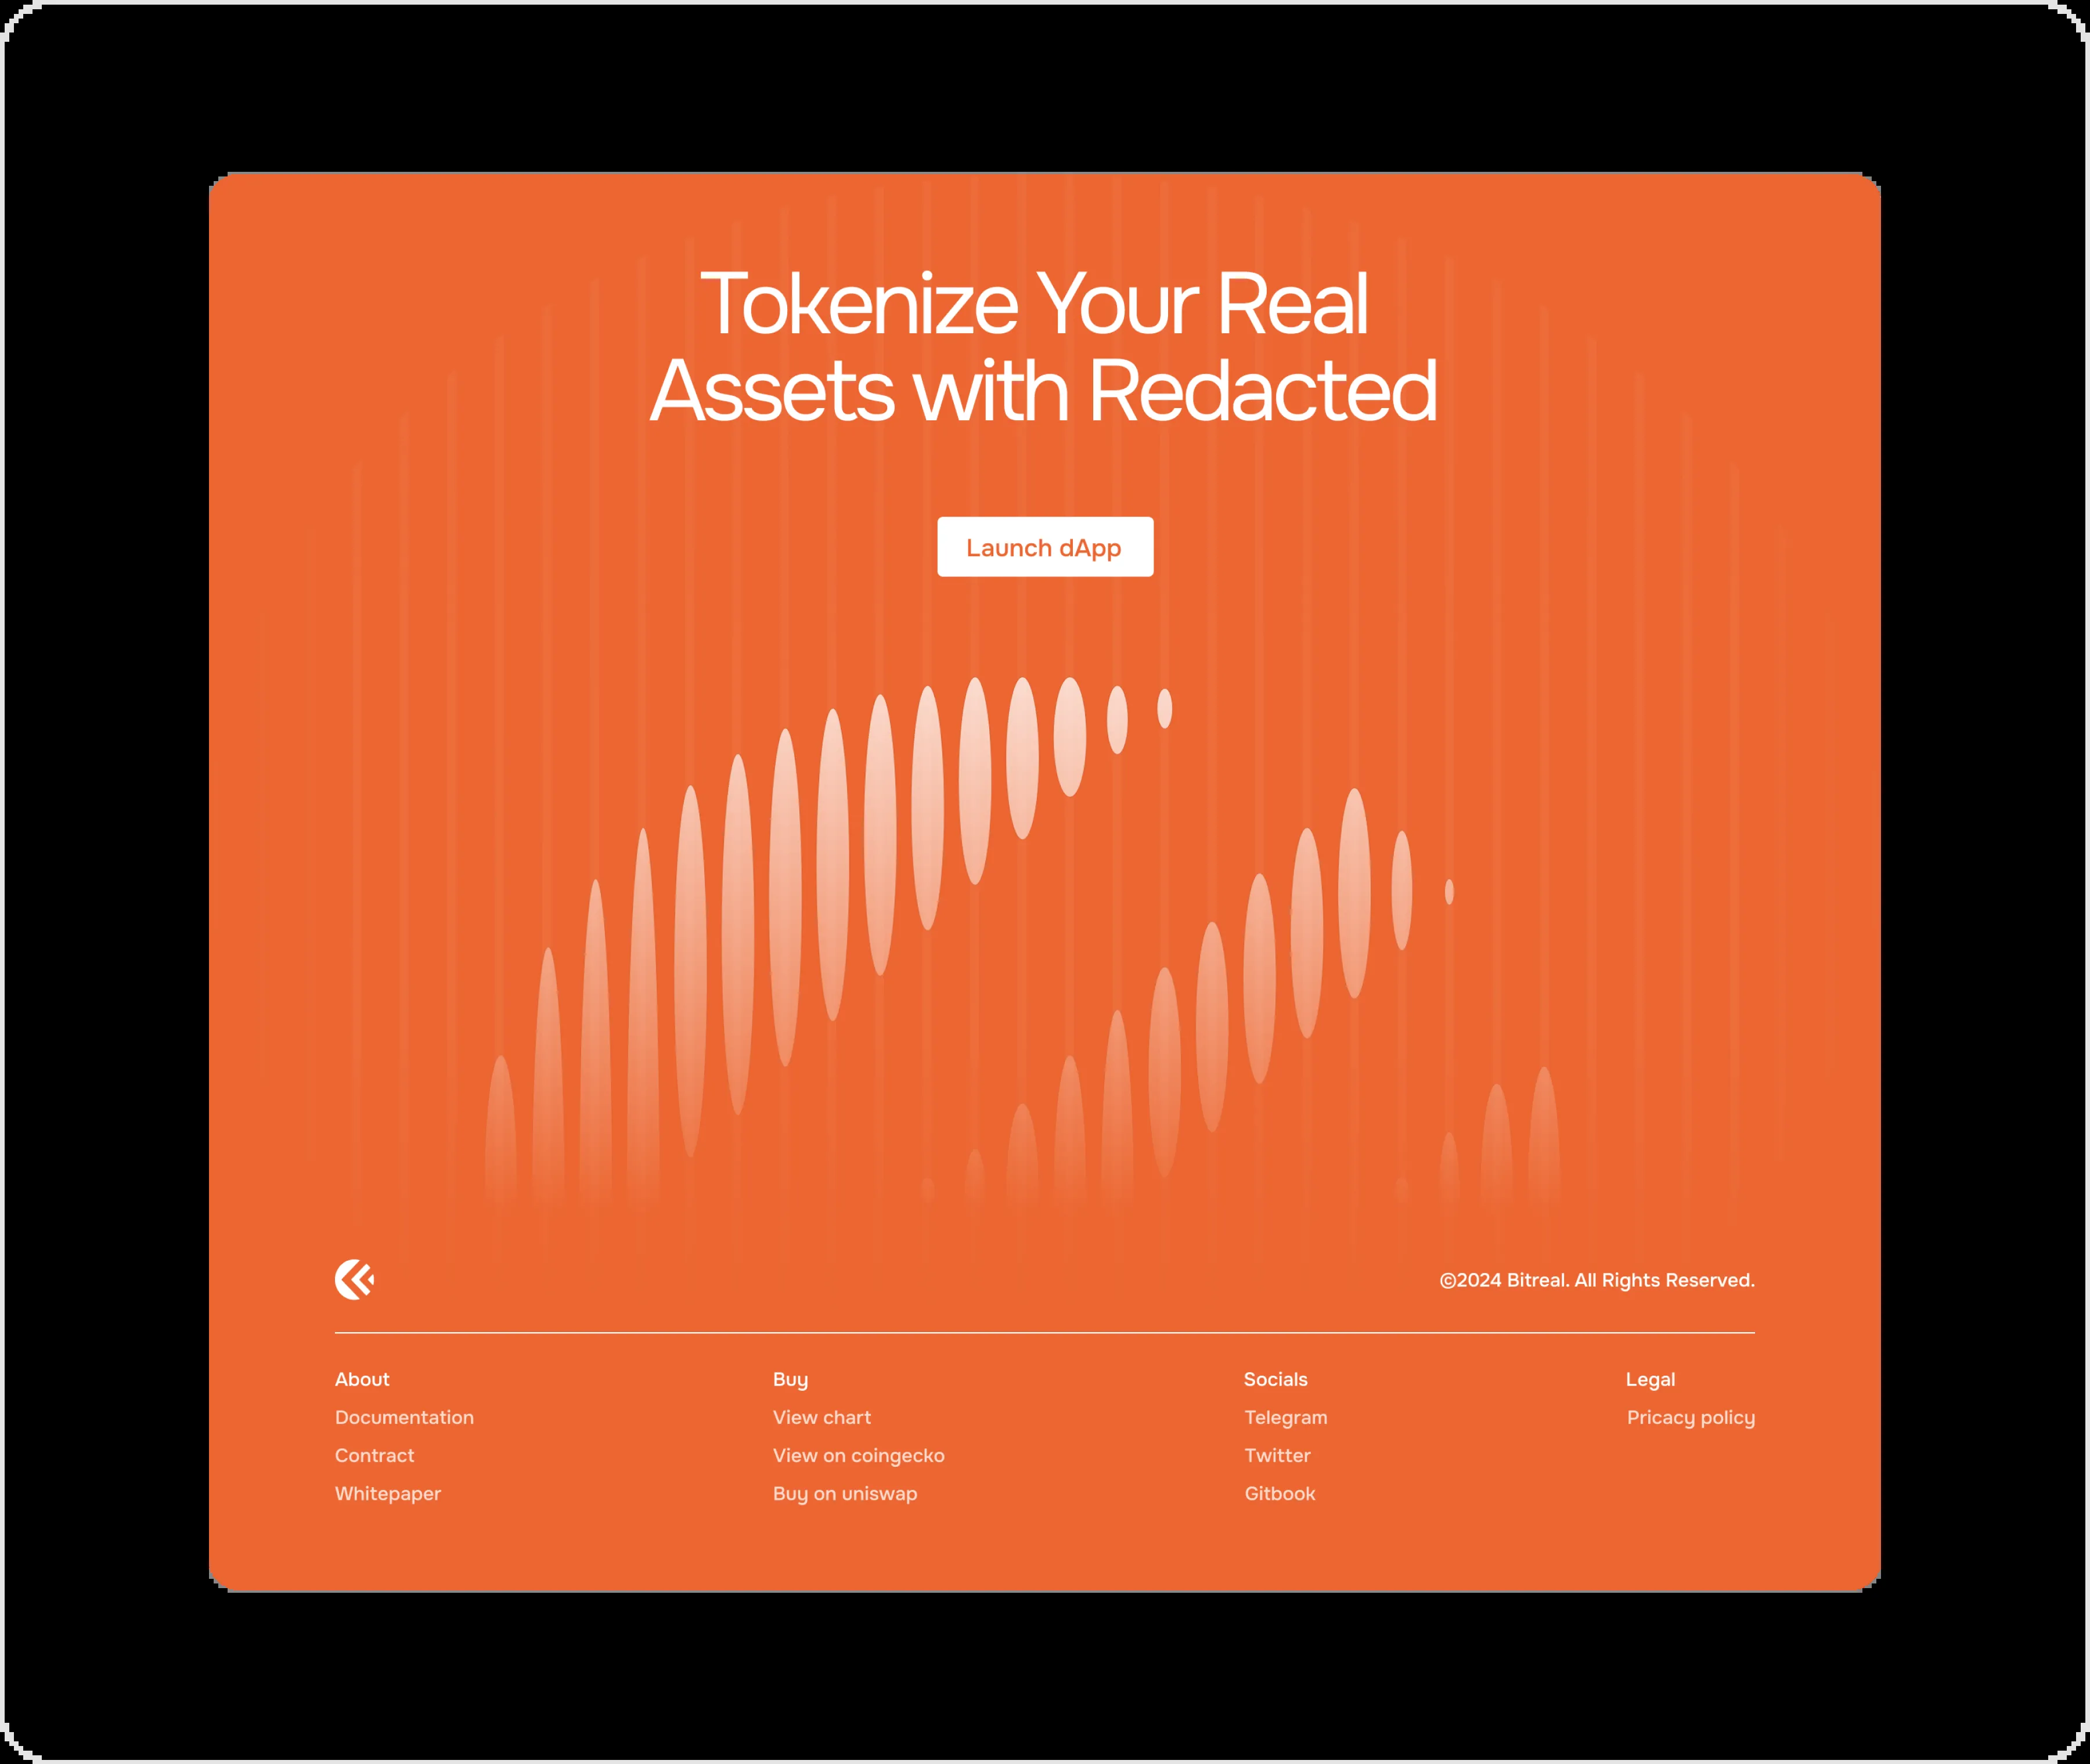 Tokenize Your Real
Assets with Redacted
Launch dApp
©2024 Bitreal. All Rights Reserved.
About
Documentation
Contract
Whitepaper
Buy
View chart
View on coingecko
Buy on uniswap
Socials
Telegram
Twitter
Gitbook
Legal
Pricacy policy